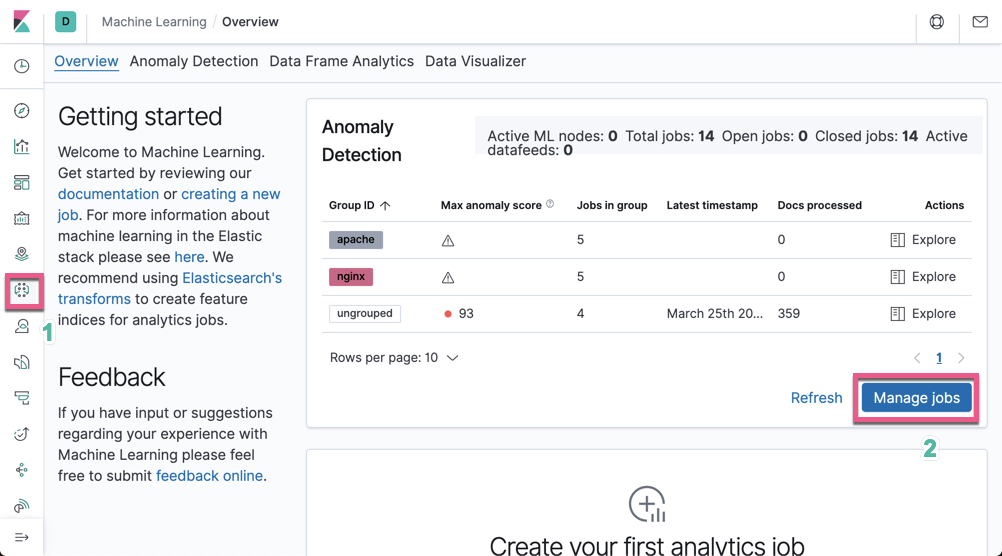 D Machine Learning / Overview
Overview Anomaly Detection Data Frame Analytics Data Visualizer
Getting started
Welcome to Machine Learning.
Get started by reviewing our
documentation or creating a new
job. For more information about
machine learning in the Elastic
stack please see here. We
recommend using Elasticsearch's
transforms to create feature
indices for analytics jobs.
1
Feedback
If you have input or suggestions
regarding your experience with
Machine Learning please feel
free to submit feedback online.
Anomaly
Detection
Active ML nodes: 0 Total jobs: 14 Open jobs: 0 Closed jobs: 14 Active
datafeeds: 0
Group ID Max anomaly score Jobs in group Latest timestamp Docs processed Actions
apache 5 0 Explore
nginx 5 0 Explore
ungrouped 93 4 March 25th 20... 359 Explore
Rows per page: 10 1
Refresh Manage jobs
2
Create your first analytics job